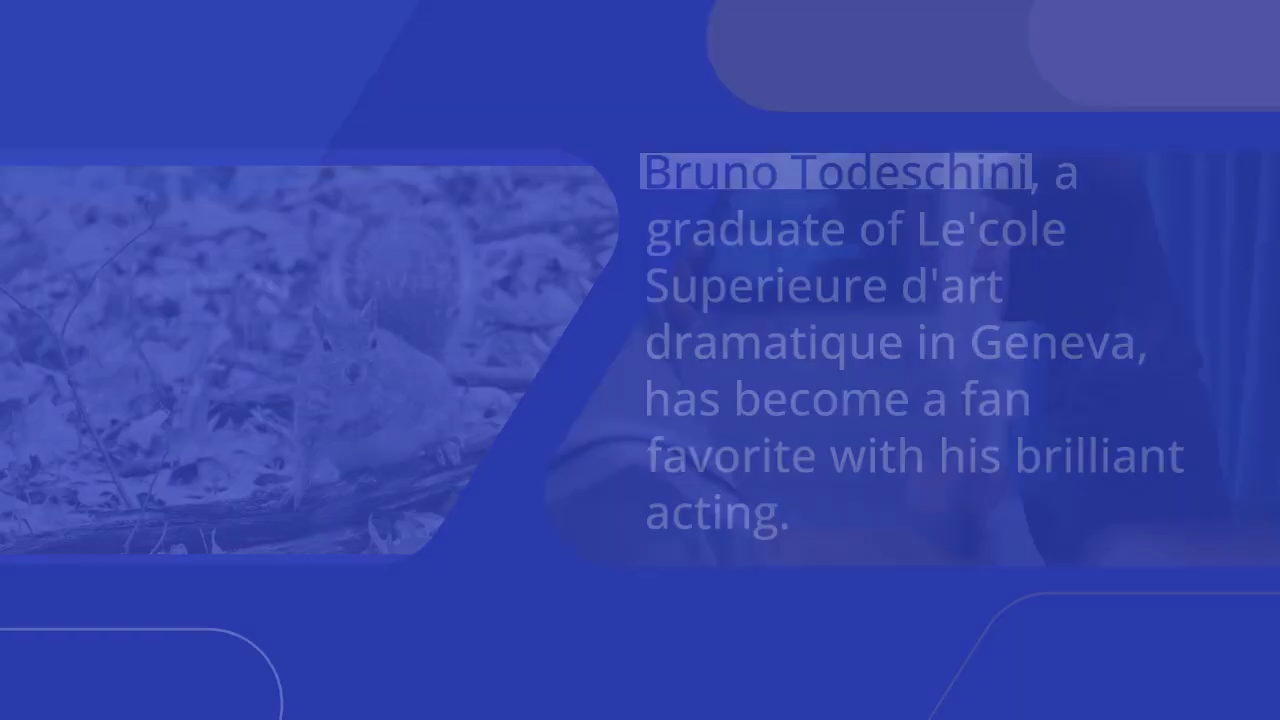 Bruno Todeschini, a
graduate of Le'cole
Superieure d'art
dramatique in Geneva,
has become a fan
favorite with his brilliant
acting.